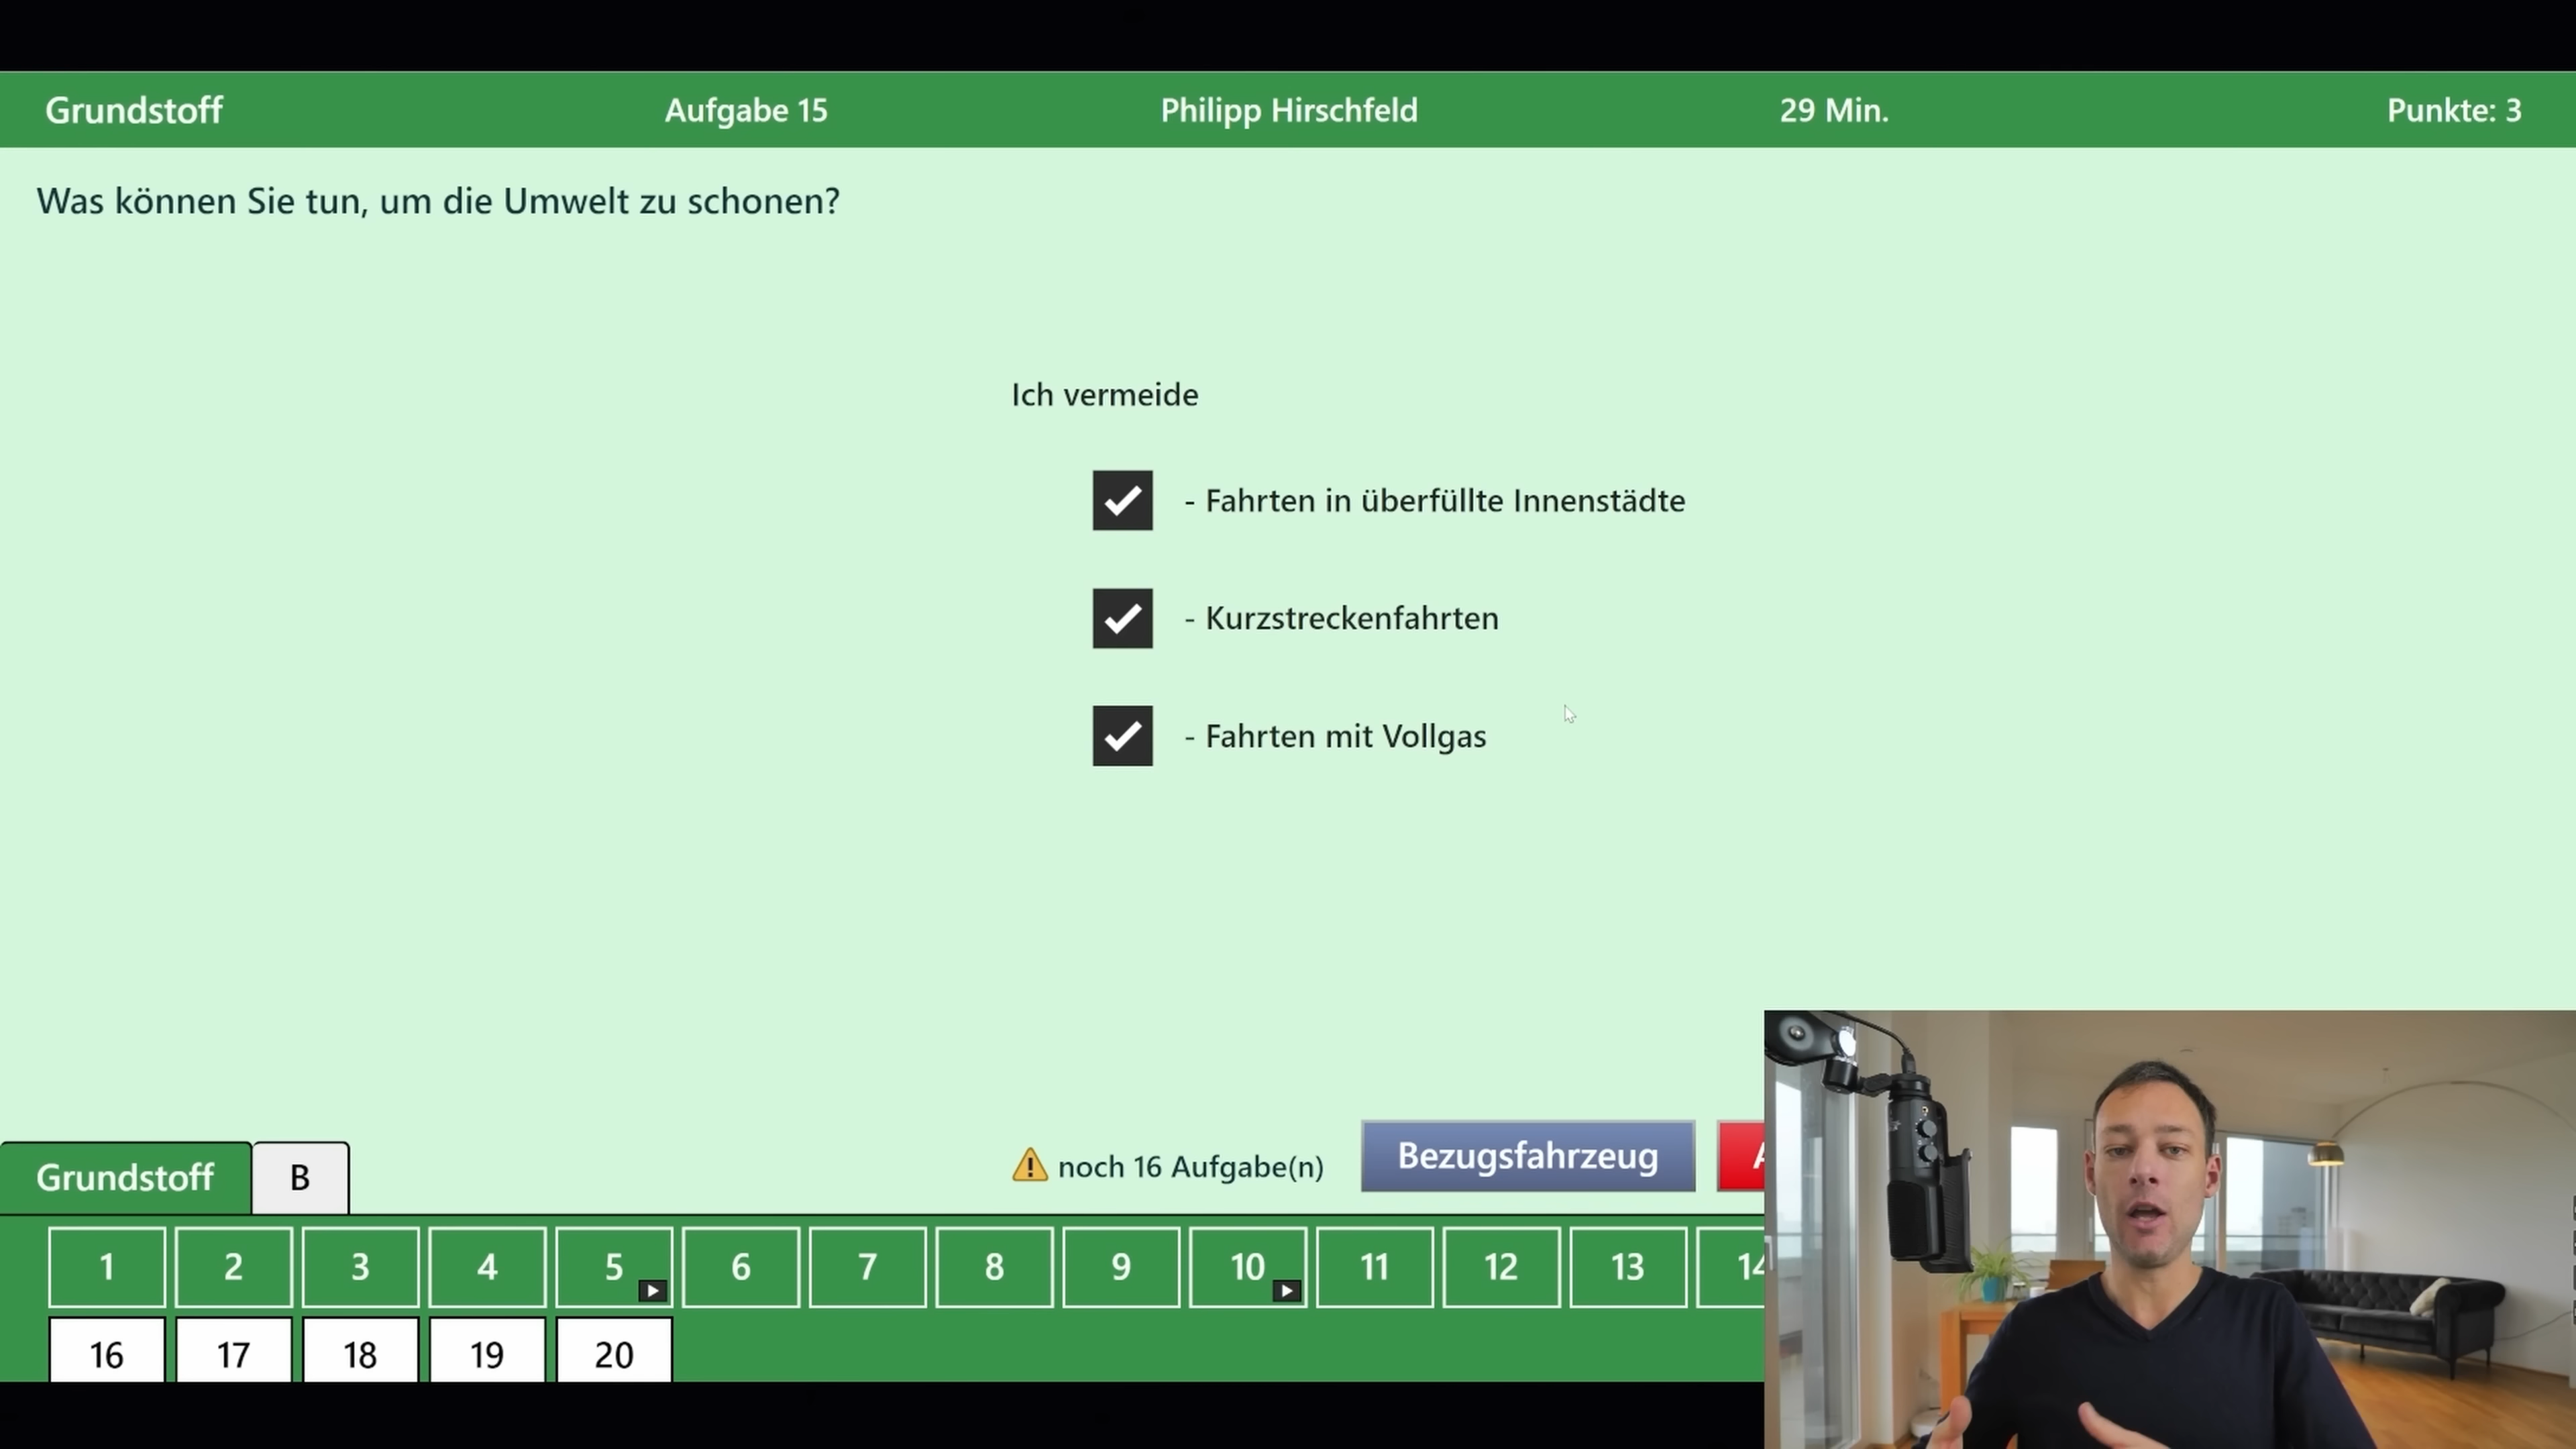 Grundstoff Aufgabe 15 Philipp Hirschfeld 29 Min. Punkte: 3
Was können Sie tun, um die Umwelt zu schonen?
Ich vermeide
- Fahrten in überfüllte Innenstädte
- Kurzstreckenfahrten
- Fahrten mit Vollgas
noch 16 Aufgabe(n) Bezugsfahrzeug
Grundstoff B
1 2 3 4 5 6 7 8 9 10 11 12 13 14
16 17 18 19 20